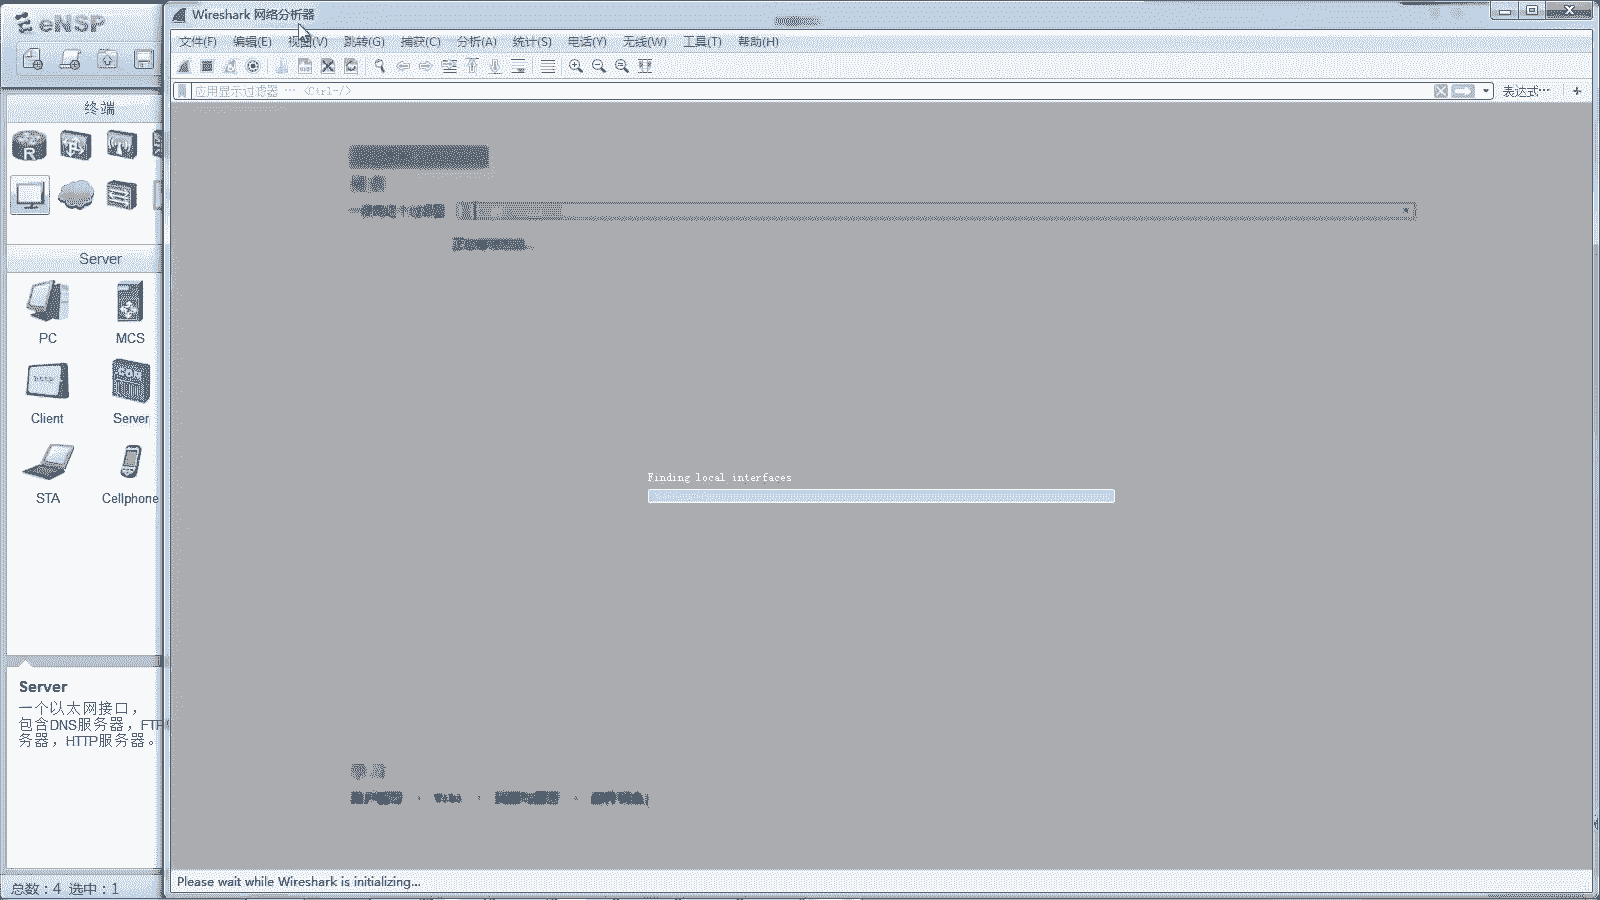 eNSP
Wireshark 网络分析器
文件(F) 编辑(E) 视图(V) 跳转(G) 捕获(C) 分析(A) 统计(S) 电话(Y) 无线(W) 工具(T) 帮助(H)
应用显示过滤器 … <Ctrl-/>
表达式…
+
终端
R
Server
PC
MCS
http
.COM
Client
Server
STA
Cellphone
Finding local interfaces
Server
一个以太网接口，
包含DNS服务器，FTP
务器，HTTP服务器。
总数：4 选中：1
Please wait while Wireshark is initializing...